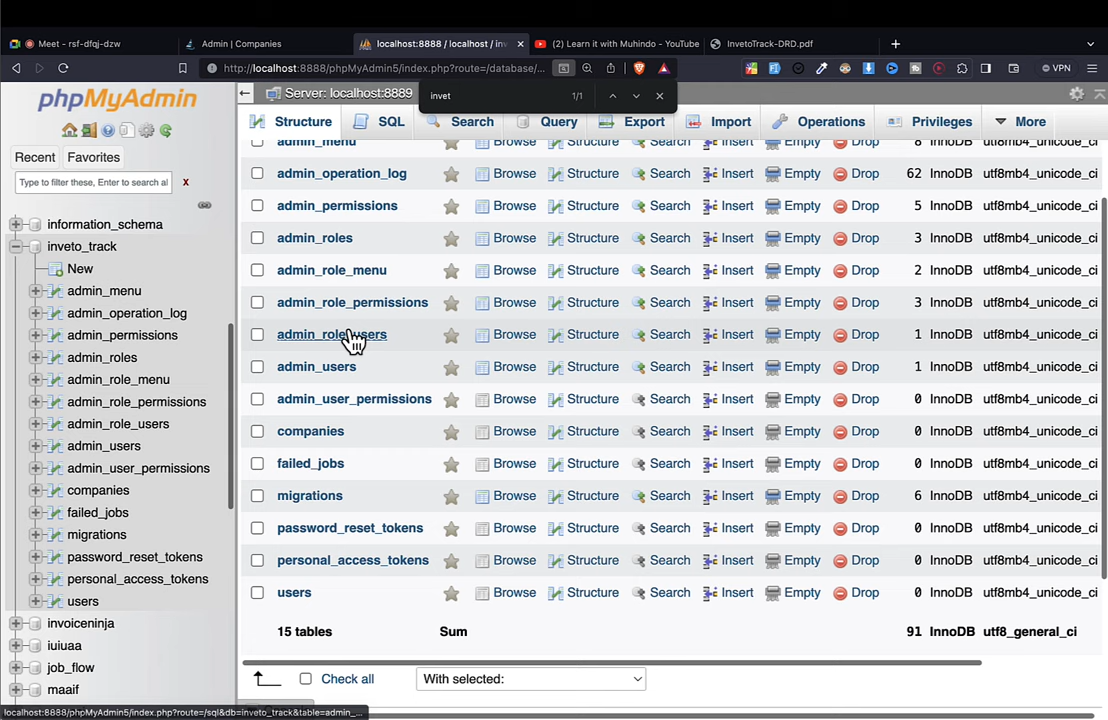 Meet - rsf-dfqj-dzw
Admin | Companies
localhost:8888 / localhost / inv
(2) Learn it with Muhindo - YouTube
InvetoTrack-DRD.pdf
http://localhost:8888/phpMyAdmin5/index.php?route=/database/...
VPN
invet
1/1
phpMyAdmin
Recent
Favorites
Type to filter these, Enter to search al
x
information_schema
inveto_track
New
admin_menu
admin_operation_log
admin_permissions
admin_roles
admin_role_menu
admin_role_permissions
admin_role_users
admin_users
admin_user_permissions
companies
failed_jobs
migrations
password_reset_tokens
personal_access_tokens
users
invoiceninja
iuiuaa
job_flow
maaif
Server: localhost:8889
Structure SQL Search Query Export Import Operations Privileges More
admin_menu Browse Structure Search Insert Empty Drop 8 InnoDB utf8mb4_unicode_ci
admin_operation_log Browse Structure Search Insert Empty Drop 62 InnoDB utf8mb4_unicode_ci
admin_permissions Browse Structure Search Insert Empty Drop 5 InnoDB utf8mb4_unicode_ci
admin_roles Browse Structure Search Insert Empty Drop 3 InnoDB utf8mb4_unicode_ci
admin_role_menu Browse Structure Search Insert Empty Drop 2 InnoDB utf8mb4_unicode_ci
admin_role_permissions Browse Structure Search Insert Empty Drop 3 InnoDB utf8mb4_unicode_ci
admin_role_users Browse Structure Search Insert Empty Drop 1 InnoDB utf8mb4_unicode_ci
admin_users Browse Structure Search Insert Empty Drop 1 InnoDB utf8mb4_unicode_ci
admin_user_permissions Browse Structure Search Insert Empty Drop 0 InnoDB utf8mb4_unicode_ci
companies Browse Structure Search Insert Empty Drop 0 InnoDB utf8mb4_unicode_ci
failed_jobs Browse Structure Search Insert Empty Drop 0 InnoDB utf8mb4_unicode_ci
migrations Browse Structure Search Insert Empty Drop 6 InnoDB utf8mb4_unicode_ci
password_reset_tokens Browse Structure Search Insert Empty Drop 0 InnoDB utf8mb4_unicode_ci
personal_access_tokens Browse Structure Search Insert Empty Drop 0 InnoDB utf8mb4_unicode_ci
users Browse Structure Search Insert Empty Drop 0 InnoDB utf8mb4_unicode_ci
15 tables Sum 91 InnoDB utf8_general_ci
Check all With selected:
localhost:8888/phpMyAdmin5/index.php?route=/sql&db=inveto_track&table=admin_...